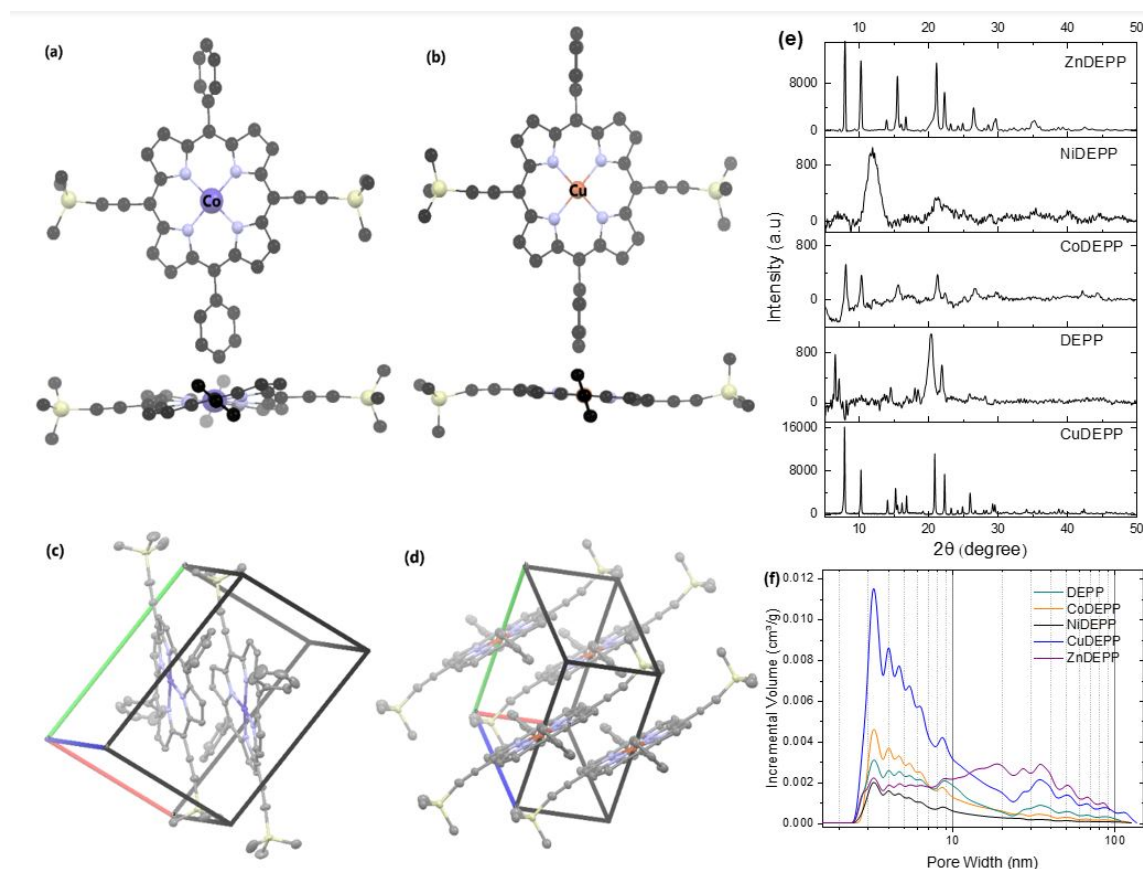 (a)
Co
(b)
Cu
(c)
(d)
(e)
10 20 30 40 50
ZnDEPP
8000
0
NiDEPP
800
0
CoDEPP
800
0
DEPP
800
0
CuDEPP
16000
8000
0
10 20 30 40 50
Intensity (a.u)
2θ (degree)
(f)
0.012
0.010
0.008
0.006
0.004
0.002
0.000
DEPP
CoDEPP
NiDEPP
CuDEPP
ZnDEPP
10 100
Incremental Volume (cm³/g)
Pore Width (nm)